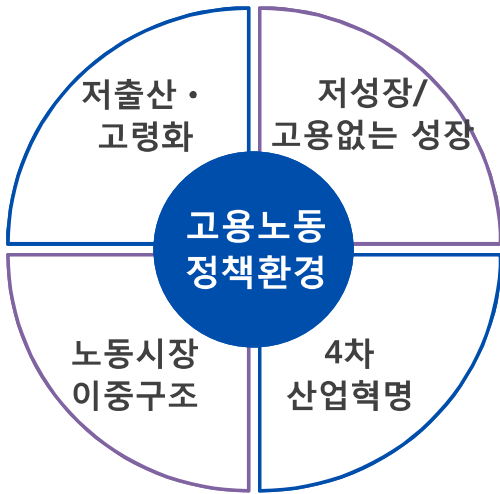 저출산·
고령화
저성장/
고용없는 성장
고용노동
정책환경
노동시장
이중구조
4차
산업혁명